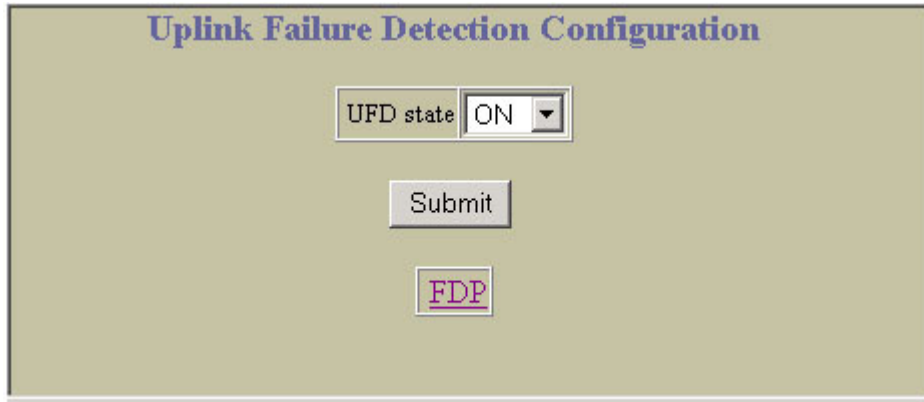 Uplink Failure Detection Configuration
UFD state ON
Submit
FDP